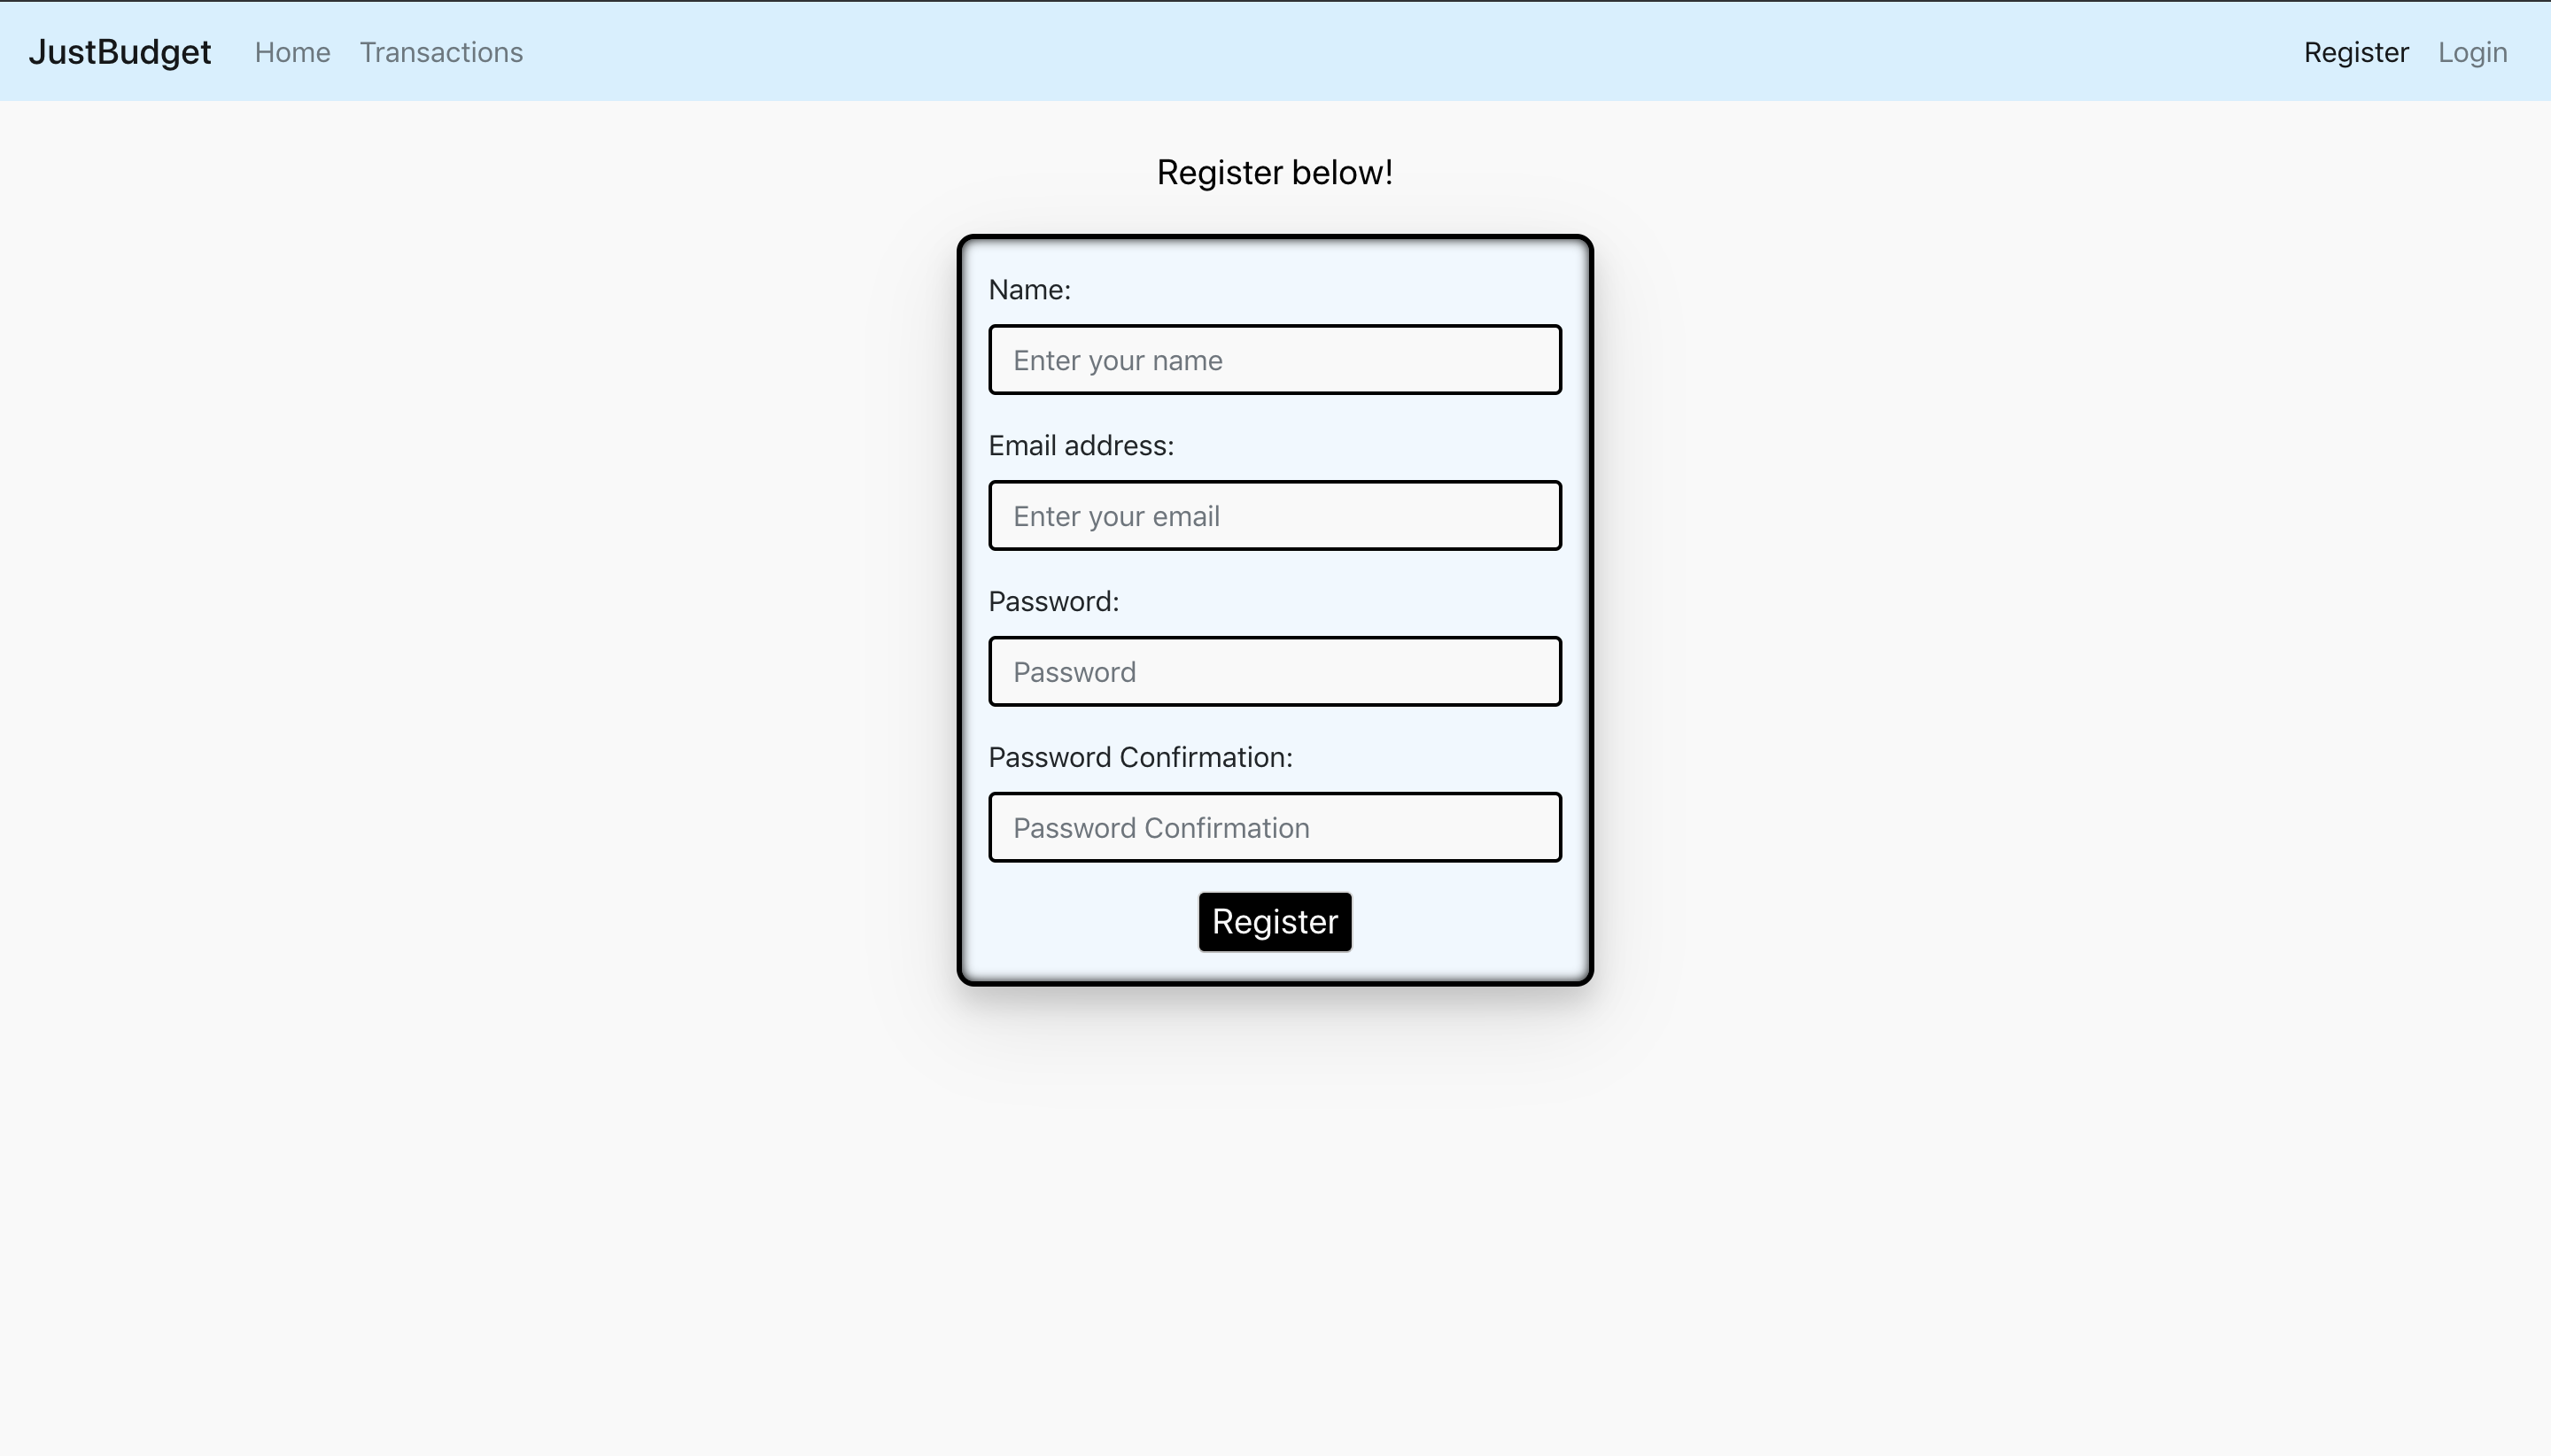 JustBudget Home Transactions Register Login
Register below!
Name:
Enter your name
Email address:
Enter your email
Password:
Password
Password Confirmation:
Password Confirmation
Register